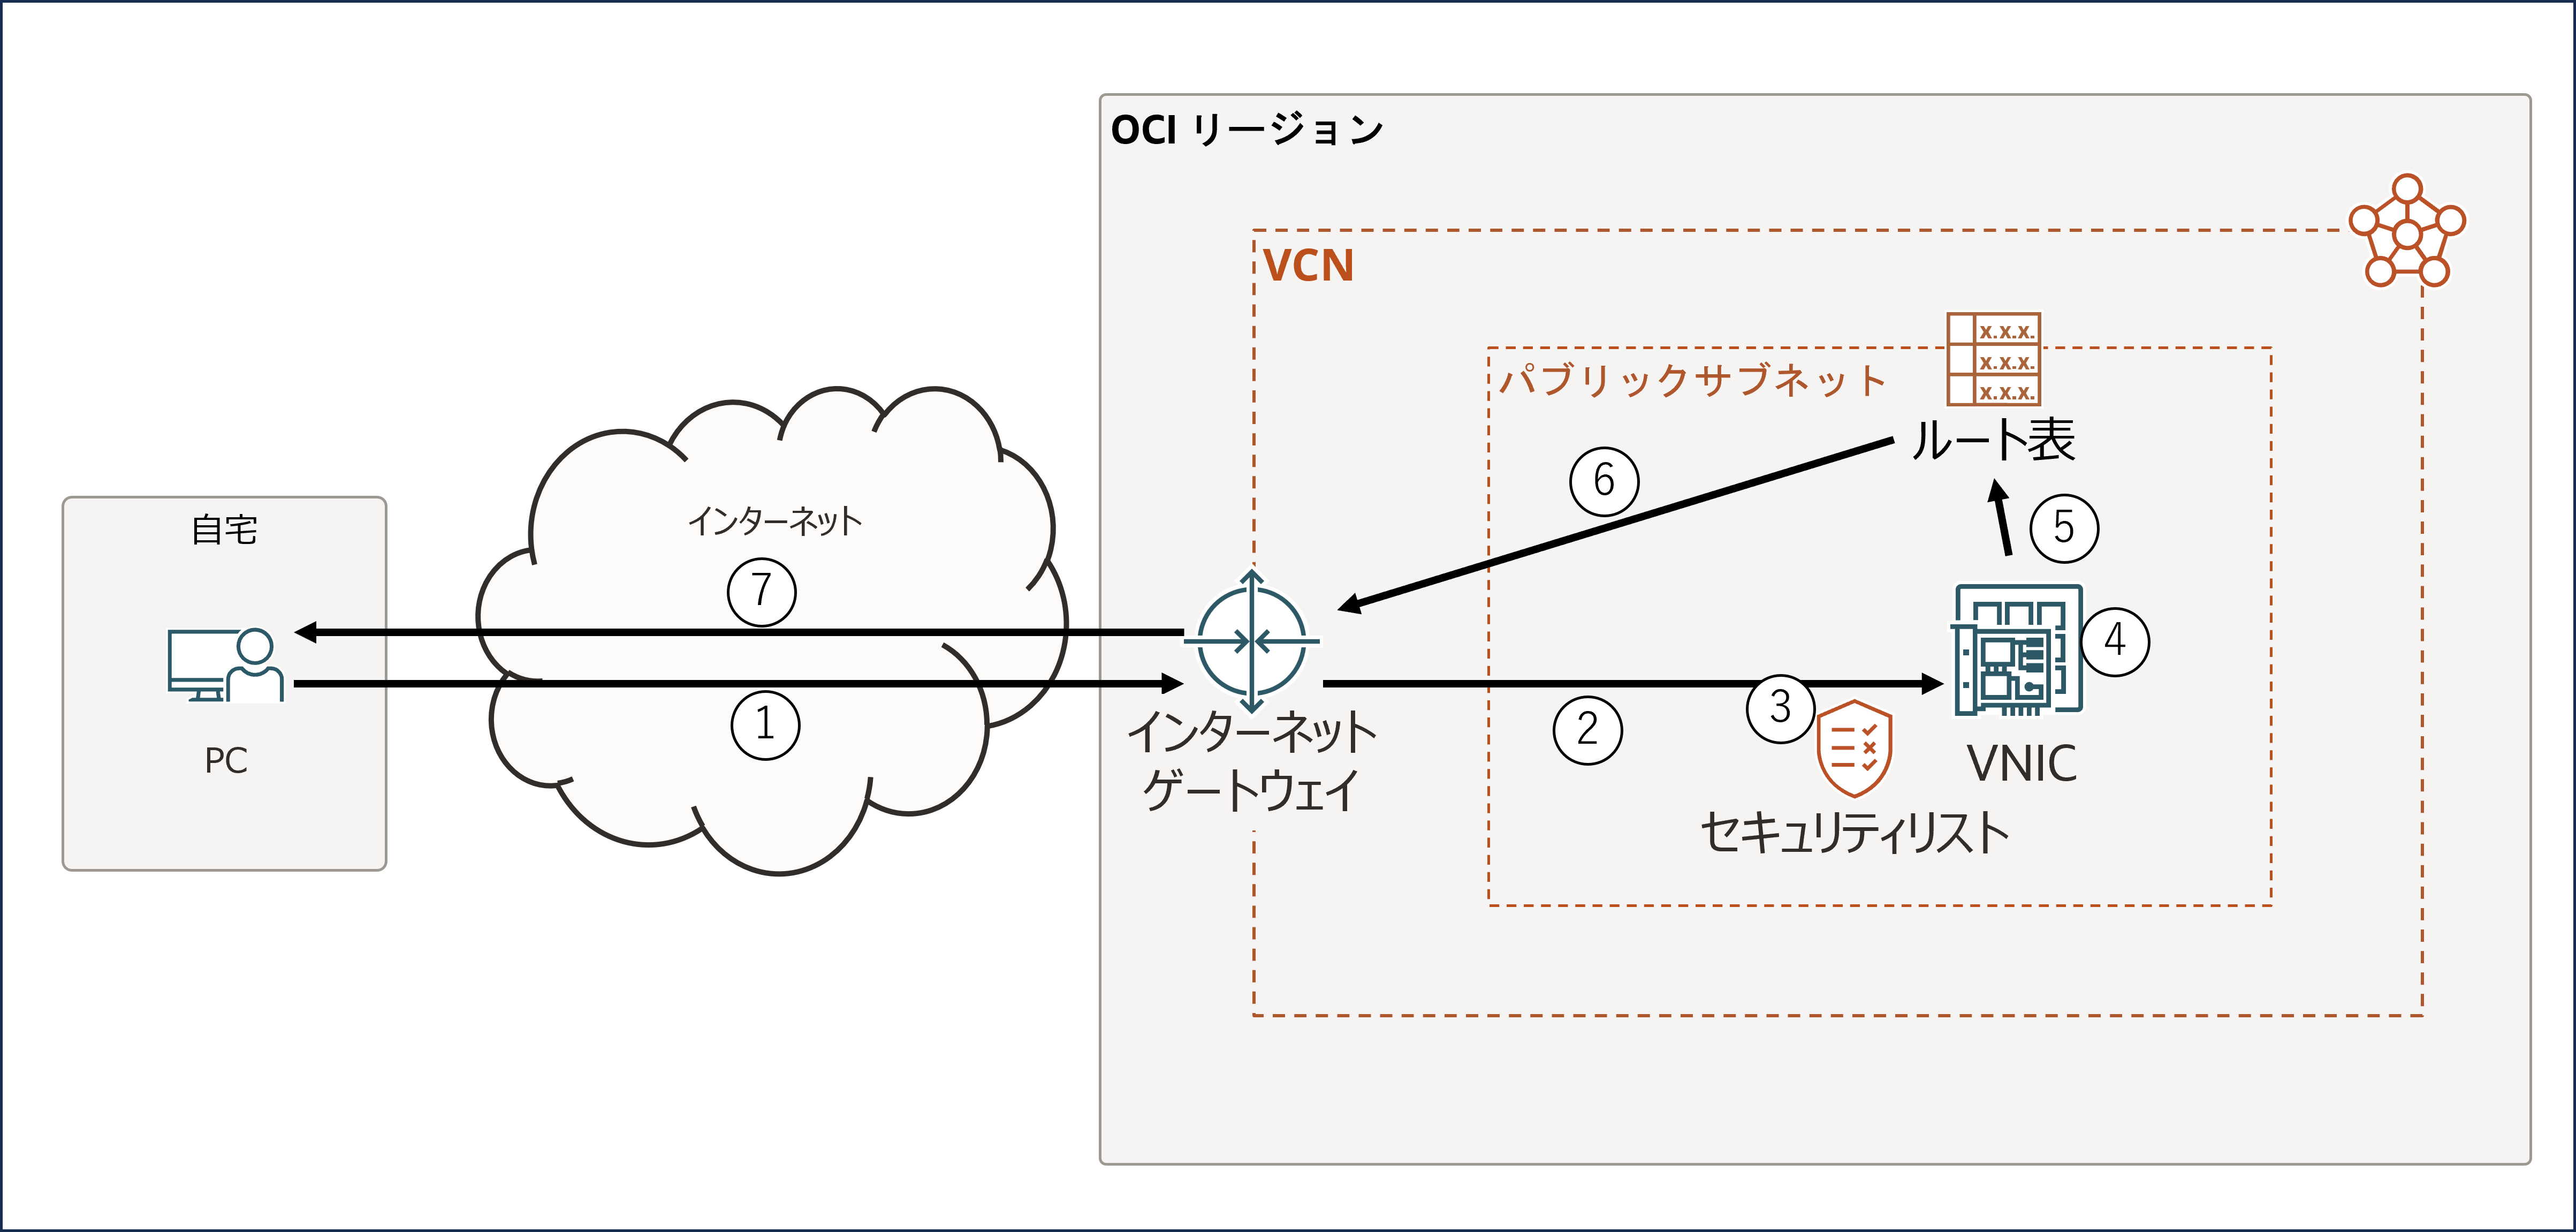 OCI リージョン
VCN
パブリックサブネット
x.x.x.
x.x.x.
x.x.x.
ルート表
⑥
⑤
自宅
インターネット
⑦
④
PC
①
インターネット
ゲートウェイ
②
③
VNIC
セキュリティリスト